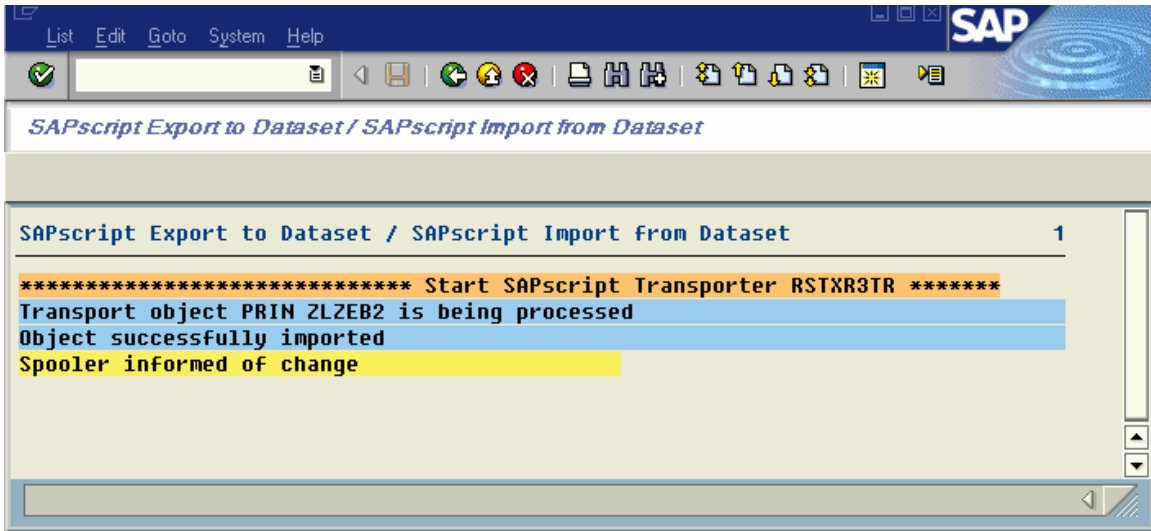 List Edit Goto System Help
SAP
SAPscript Export to Dataset / SAPscript Import from Dataset
SAPscript Export to Dataset / SAPscript Import from Dataset 1
****************************** Start SAPscript Transporter RSTXR3TR *******
Transport object PRIN ZLZEB2 is being processed
Object successfully imported
Spooler informed of change